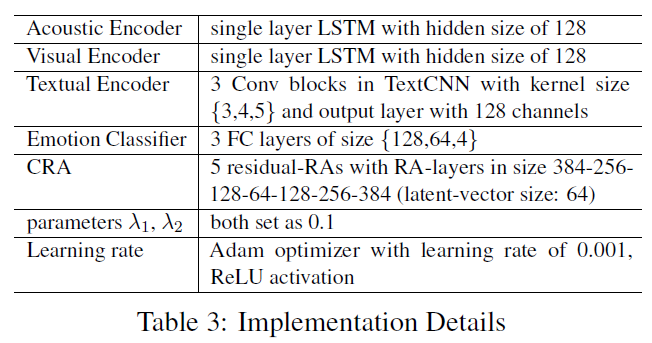 Acoustic Encoder single layer LSTM with hidden size of 128
Visual Encoder single layer LSTM with hidden size of 128
Textual Encoder 3 Conv blocks in TextCNN with kernel size
{3,4,5} and output layer with 128 channels
Emotion Classifier 3 FC layers of size {128,64,4}
CRA 5 residual-RAs with RA-layers in size 384-256-
128-64-128-256-384 (latent-vector size: 64)
parameters λ1, λ2 both set as 0.1
Learning rate Adam optimizer with learning rate of 0.001,
ReLU activation
Table 3: Implementation Details